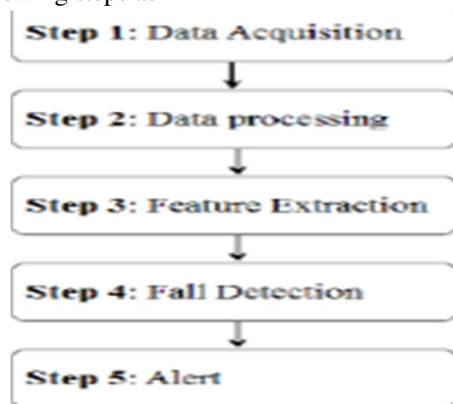 Step 1: Data Acquisition
Step 2: Data processing
Step 3: Feature Extraction
Step 4: Fall Detection
Step 5: Alert